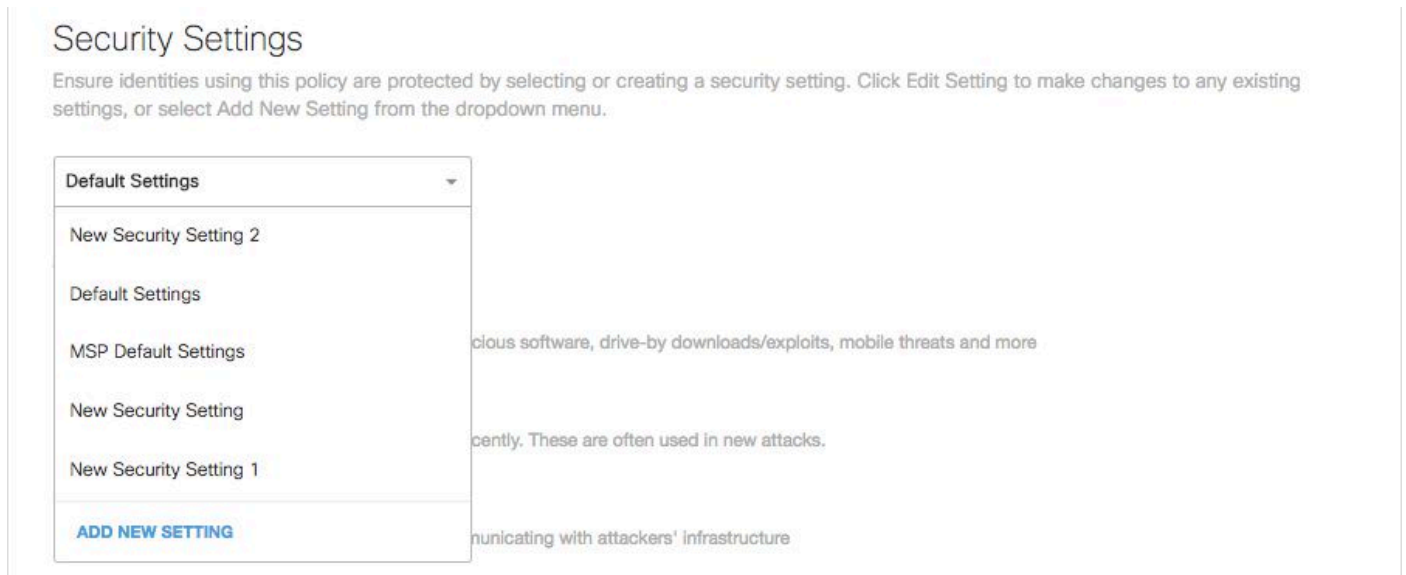 Security Settings
Ensure identities using this policy are protected by selecting or creating a security setting. Click Edit Setting to make changes to any existing
settings, or select Add New Setting from the dropdown menu.
Default Settings
New Security Setting 2
Default Settings
MSP Default Settings
cious software, drive-by downloads/exploits, mobile threats and more
New Security Setting
cently. These are often used in new attacks.
New Security Setting 1
ADD NEW SETTING
nunicating with attackers' infrastructure